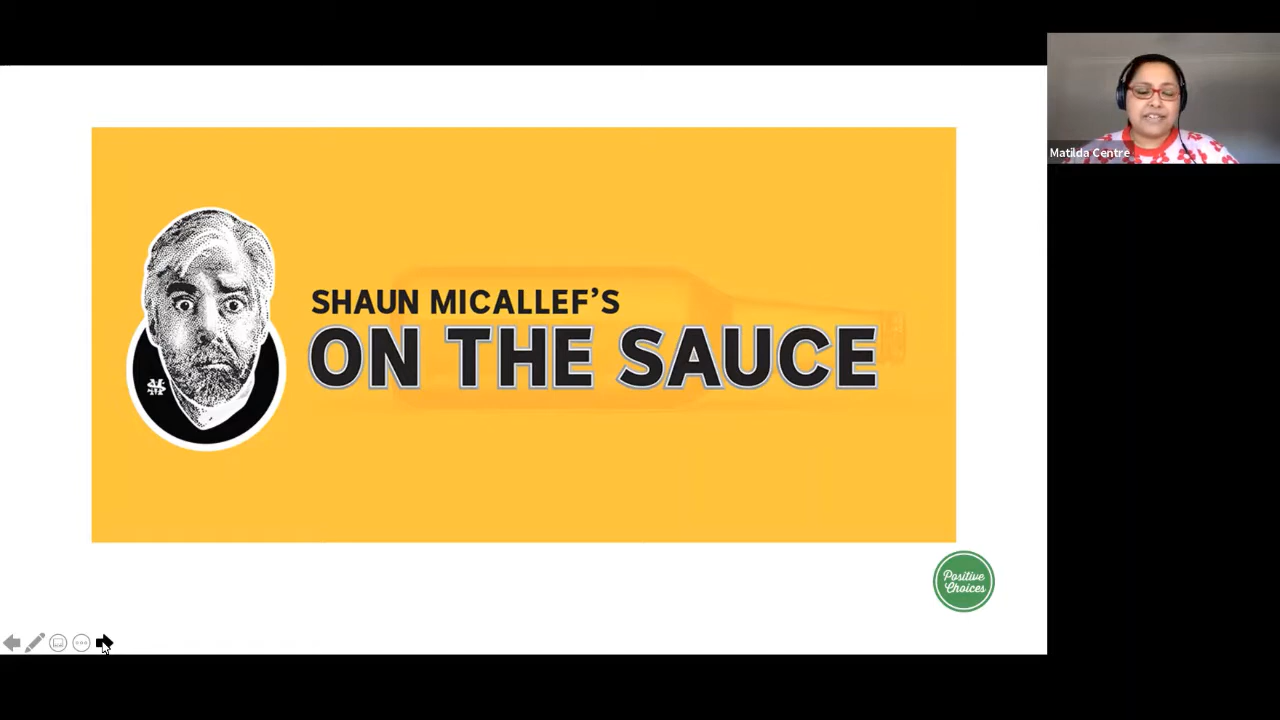 SHAUN MICALLEF'S
ON THE SAUCE
Matilda Centre
Positive
Choices